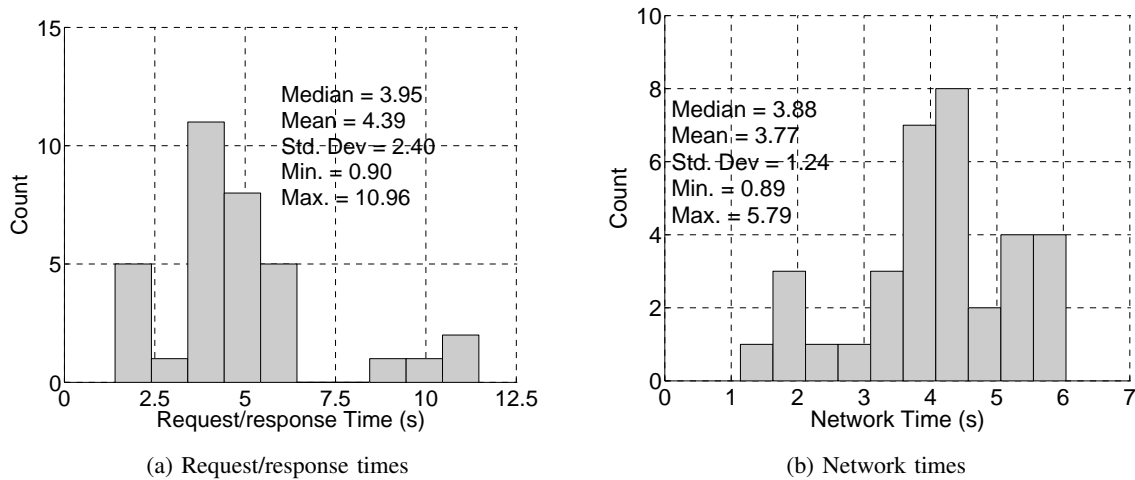 15
10
5
0
Count
Median = 3.95
Mean = 4.39
Std. Dev = 2.40
Min. = 0.90
Max. = 10.96
0 2.5 5 7.5 10 12.5
Request/response Time (s)
(a) Request/response times
10
8
6
4
2
0
Count
Median = 3.88
Mean = 3.77
Std. Dev = 1.24
Min. = 0.89
Max. = 5.79
0 1 2 3 4 5 6 7
Network Time (s)
(b) Network times